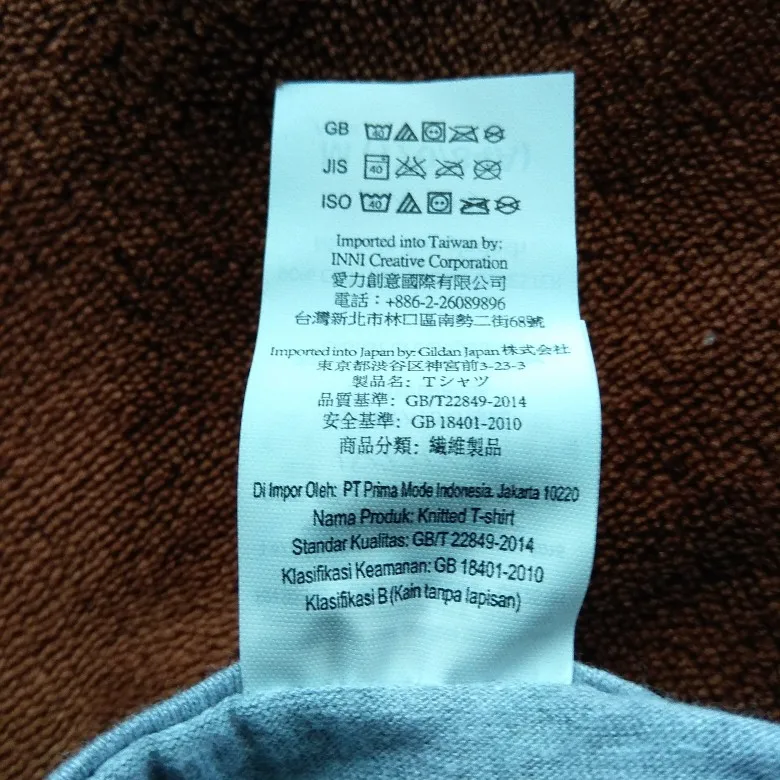 GB 40
JIS 40
ISO 40
Imported into Taiwan by:
INNI Creative Corporation
愛力創意國際有限公司
電話：+886-2-26089896
台灣新北市林口區南勢二街68號
Imported into Japan by: Gildan Japan 株式会社
東京都渋谷区神宮前3-23-3
製品名：Tシャツ
品質基準：GB/T22849-2014
安全基準：GB 18401-2010
商品分類：繊維製品
Di Impor Oleh: PT Prima Mode Indonesia. Jakarta 10220
Nama Produk: Knitted T-shirt
Standar Kualitas: GB/T 22849-2014
Klasifikasi Keamanan: GB 18401-2010
Klasifikasi B (Kain tanpa lapisan)